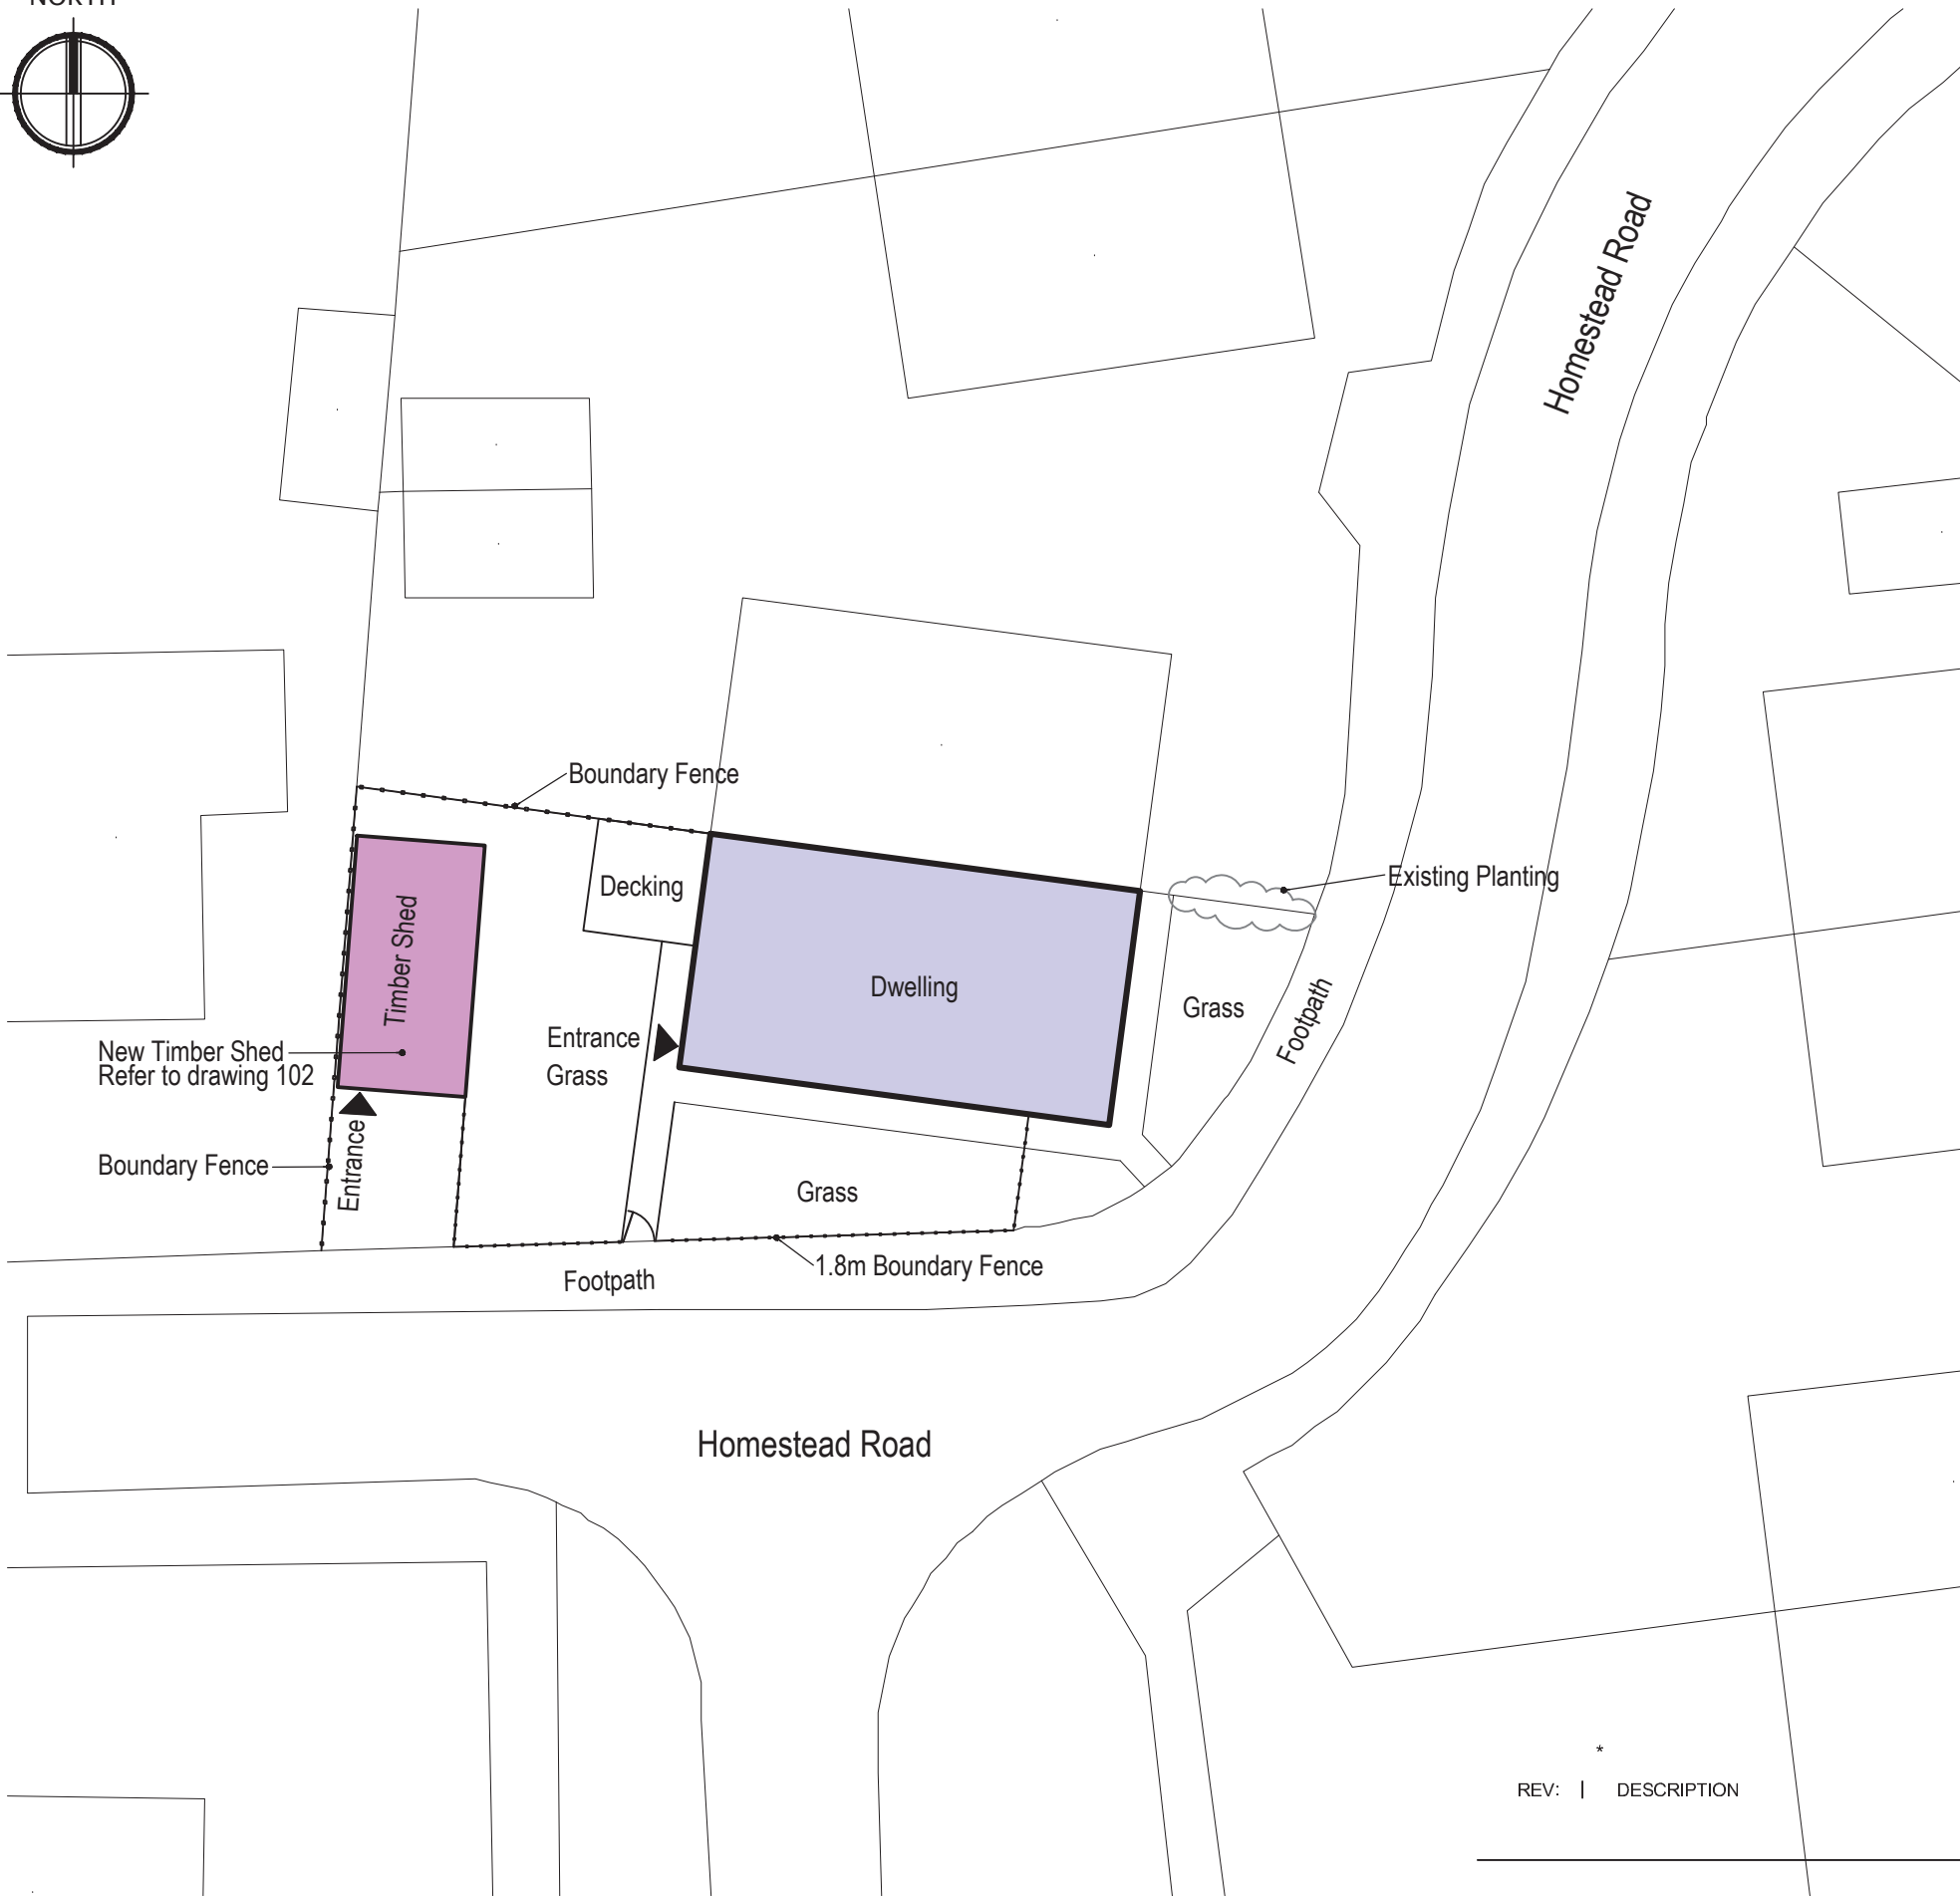 NORTH
Homestead Road
Boundary Fence
Existing Planting
Decking
Timber Shed
Dwelling
Grass
Footpath
Entrance
Grass
New Timber Shed
Refer to drawing 102
Boundary Fence
Entrance
Grass
1.8m Boundary Fence
Footpath
Homestead Road
*
REV: | DESCRIPTION